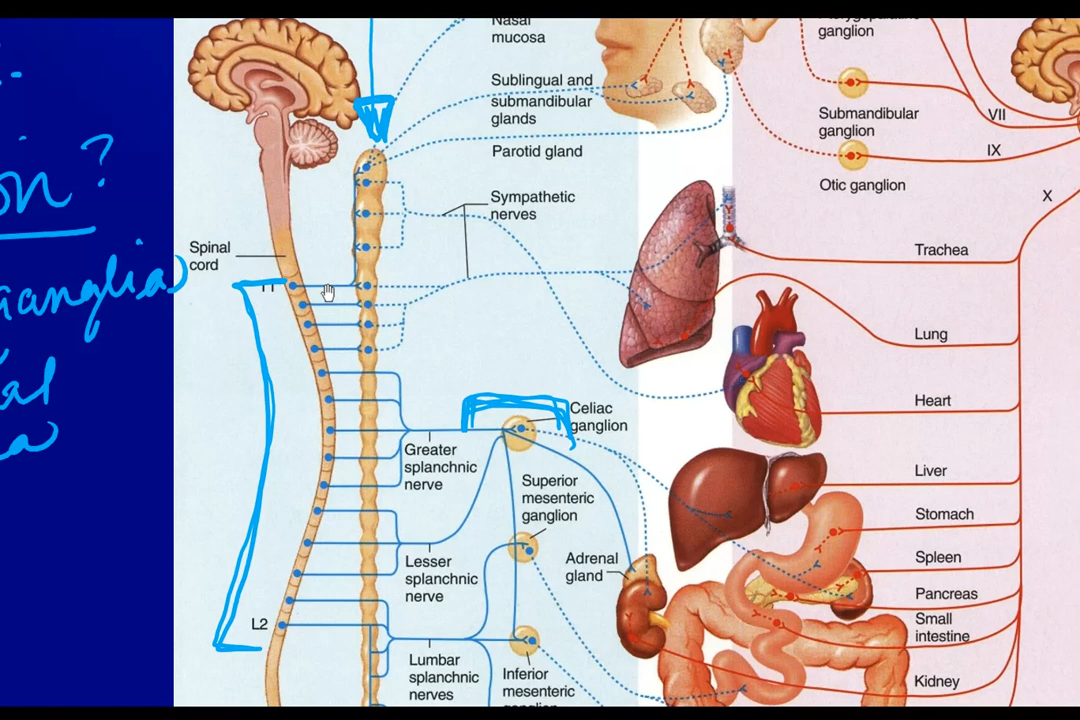 on?
Ganglia
Nasal
mucosa
Sublingual and
submandibular
glands
Parotid gland
Sympathetic
nerves
Spinal
cord
T1
Celiac
ganglion
Greater
splanchnic
nerve
Superior
mesenteric
ganglion
Lesser
splanchnic
nerve
Adrenal
gland
L2
Lumbar
splanchnic
nerves
Inferior
mesenteric
ganglion
ganglion
Submandibular
ganglion
Otic ganglion
VII
IX
X
Trachea
Lung
Heart
Liver
Stomach
Spleen
Pancreas
Small
intestine
Kidney